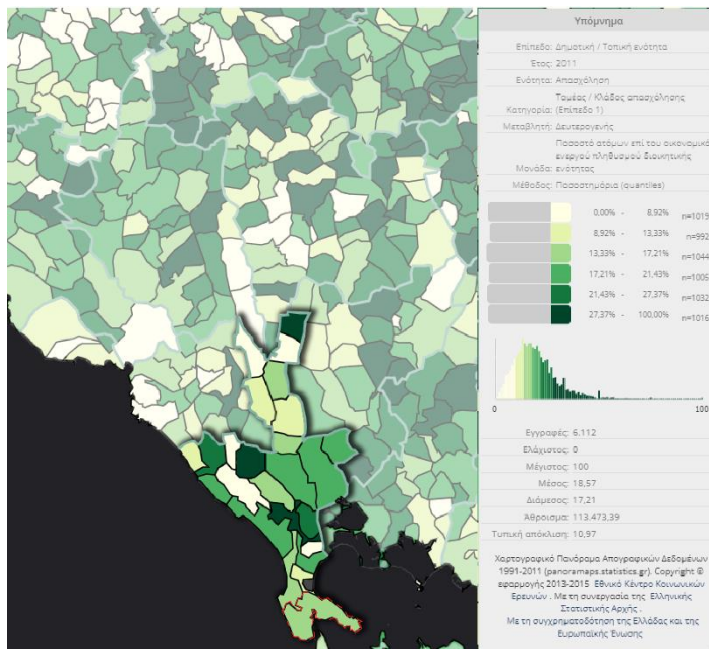 Υπόμνημα
Επίπεδο: Δημοτική / Τοπική ενότητα
Έτος: 2011
Ενότητα: Απασχόληση
Τομέας / Κλάδος απασχόλησης
Κατηγορία: (Επίπεδο 1)
Μεταβλητή: Δευτερογενής
Ποσοστό ατόμων επί του οικονομικά
ενεργού πληθυσμού διοικητικής
Μονάδα: ενότητας
Μέθοδος: Ποσοστημόρια (quantiles)
0,00% - 8,92% n=1019
8,92% - 13,33% n=992
13,33% - 17,21% n=1044
17,21% - 21,43% n=1005
21,43% - 27,37% n=1032
27,37% - 100,00% n=1016
0 100
Εγγραφές: 6.112
Ελάχιστος: 0
Μέγιστος: 100
Μέσος: 18,57
Διάμεσος: 17,21
Άθροισμα: 113.473,39
Τυπική απόκλιση: 10,97
Χαρτογραφικό Πανόραμα Απογραφικών Δεδομένων
1991-2011 (panoramaps.statistics.gr). Copyright ©
εφαρμογής 2013-2015 Εθνικό Κέντρο Κοινωνικών
Ερευνών . Με τη συνεργασία της Ελληνικής
Στατιστικής Αρχής .
Με τη συγχρηματοδότηση της Ελλάδας και της
Ευρωπαϊκής Ένωσης